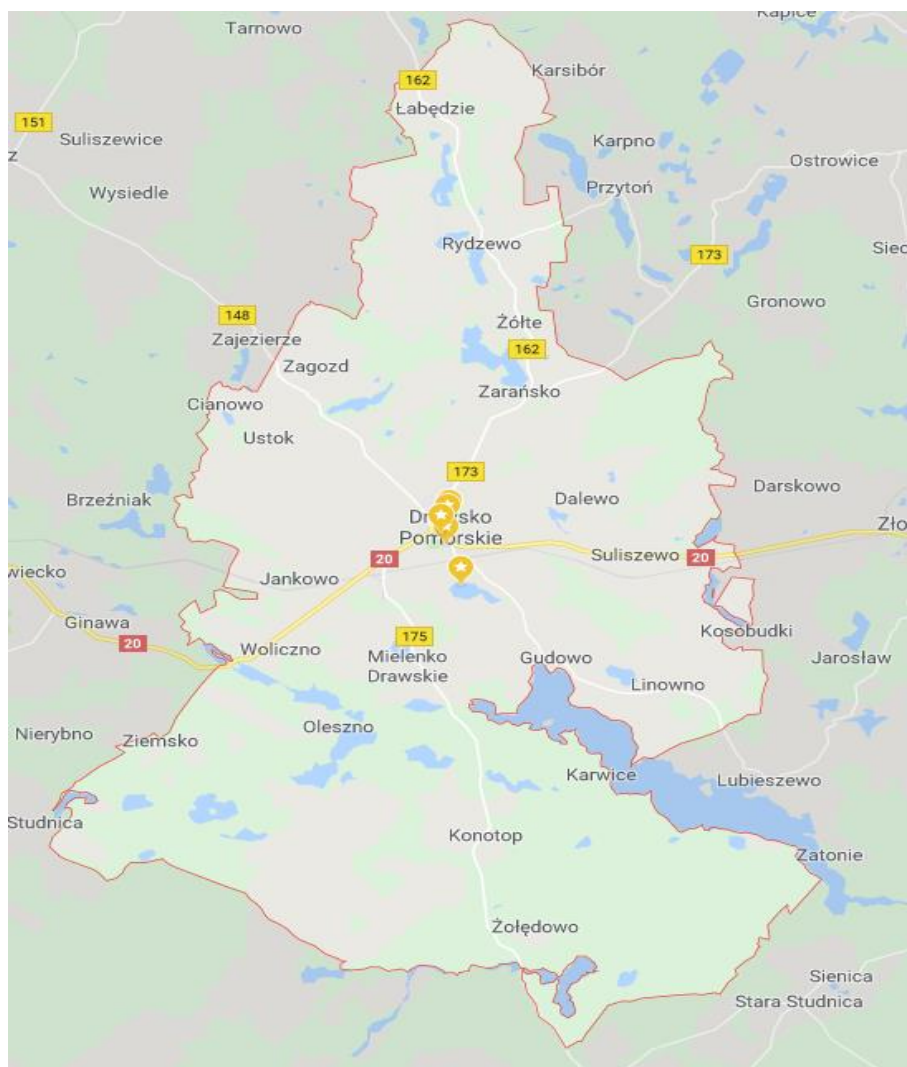 Kapice
Tarnowo
Karsibór
162
Łabędzie
151
Suliszewice
Karpno
z
Ostrowice
Wysiedle
Przytoń
Rydzewo
173
Siec
Gronowo
148
Żółte
Zajezierze
162
Zagozd
Zarańsko
Cianowo
Ustok
173
Darskowo
Brzeźniak
Dalewo
Pomorskie
Zło
20
Suliszewo
20
wiecko
Jankowo
Ginawa
20
Woliczno
175
Kosobudki
Mielenko
Drawskie
Gudowo
Jarosław
Linowno
Nierybno
Ziemsko
Oleszno
Karwice
Lubieszewo
Studnica
Konotop
Zatonie
Żołędowo
Sienica
Stara Studnica